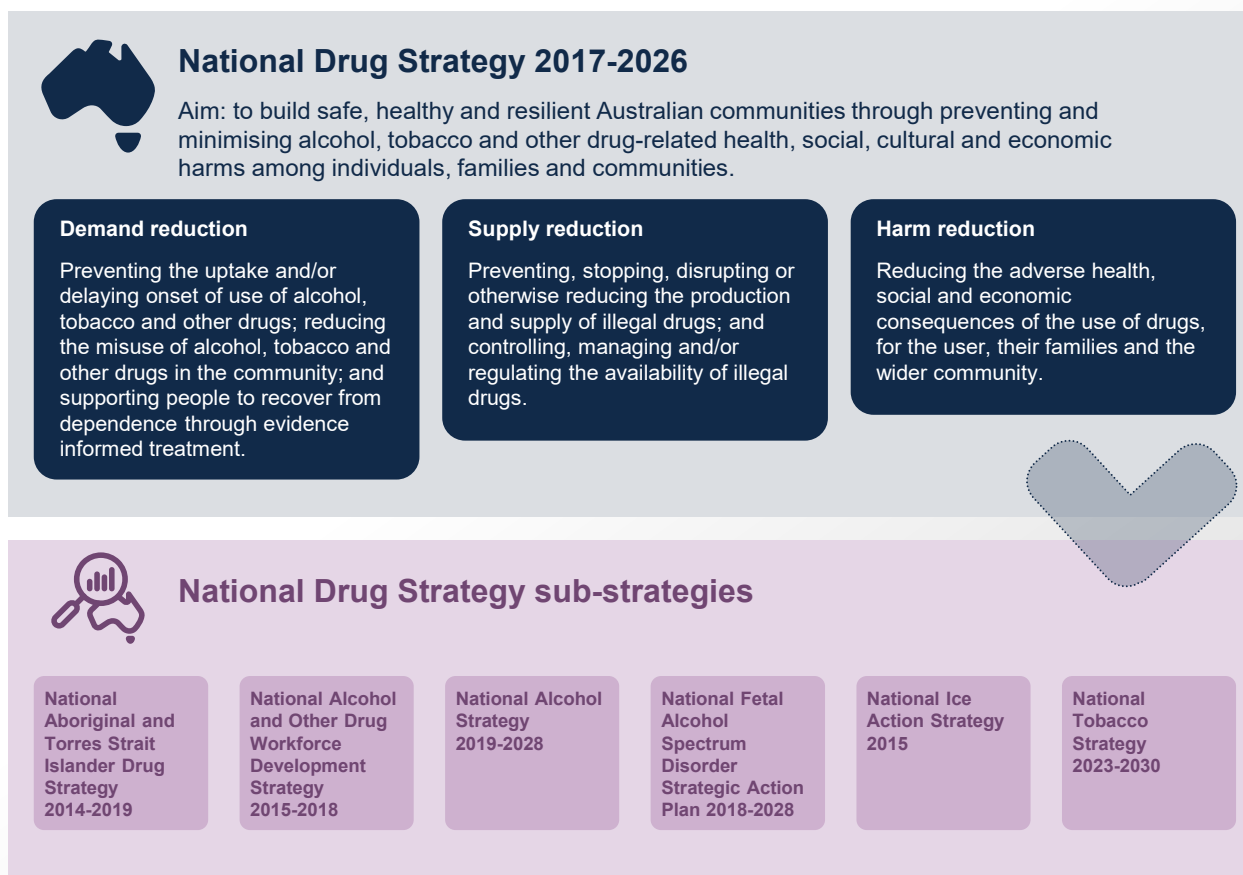 National Drug Strategy 2017-2026
Aim: to build safe, healthy and resilient Australian communities through preventing and
minimising alcohol, tobacco and other drug-related health, social, cultural and economic
harms among individuals, families and communities.
Demand reduction
Preventing the uptake and/or
delaying onset of use of alcohol,
tobacco and other drugs; reducing
the misuse of alcohol, tobacco and
other drugs in the community; and
supporting people to recover from
dependence through evidence
informed treatment.
Supply reduction
Preventing, stopping, disrupting or
otherwise reducing the production
and supply of illegal drugs; and
controlling, managing and/or
regulating the availability of illegal
drugs.
Harm reduction
Reducing the adverse health,
social and economic
consequences of the use of drugs,
for the user, their families and the
wider community.
National Drug Strategy sub-strategies
National
Aboriginal and
Torres Strait
Islander Drug
Strategy
2014-2019
National Alcohol
and Other Drug
Workforce
Development
Strategy
2015-2018
National Alcohol
Strategy
2019-2028
National Fetal
Alcohol
Spectrum
Disorder
Strategic Action
Plan 2018-2028
National Ice
Action Strategy
2015
National
Tobacco
Strategy
2023-2030